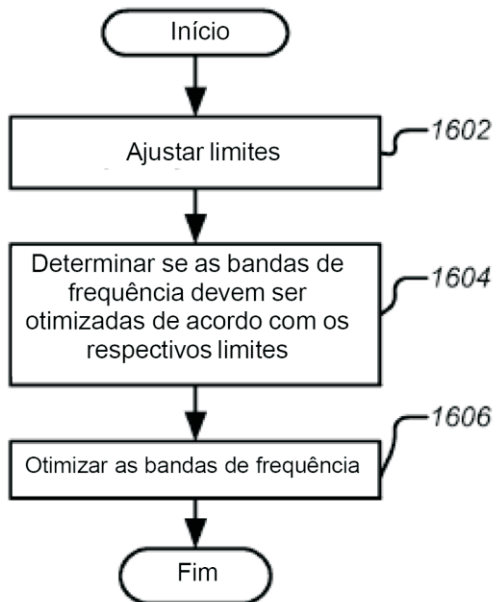 Início
Ajustar limites
1602
Determinar se as bandas de
frequência devem ser
otimizadas de acordo com os
respectivos limites
1604
Otimizar as bandas de frequência
1606
Fim